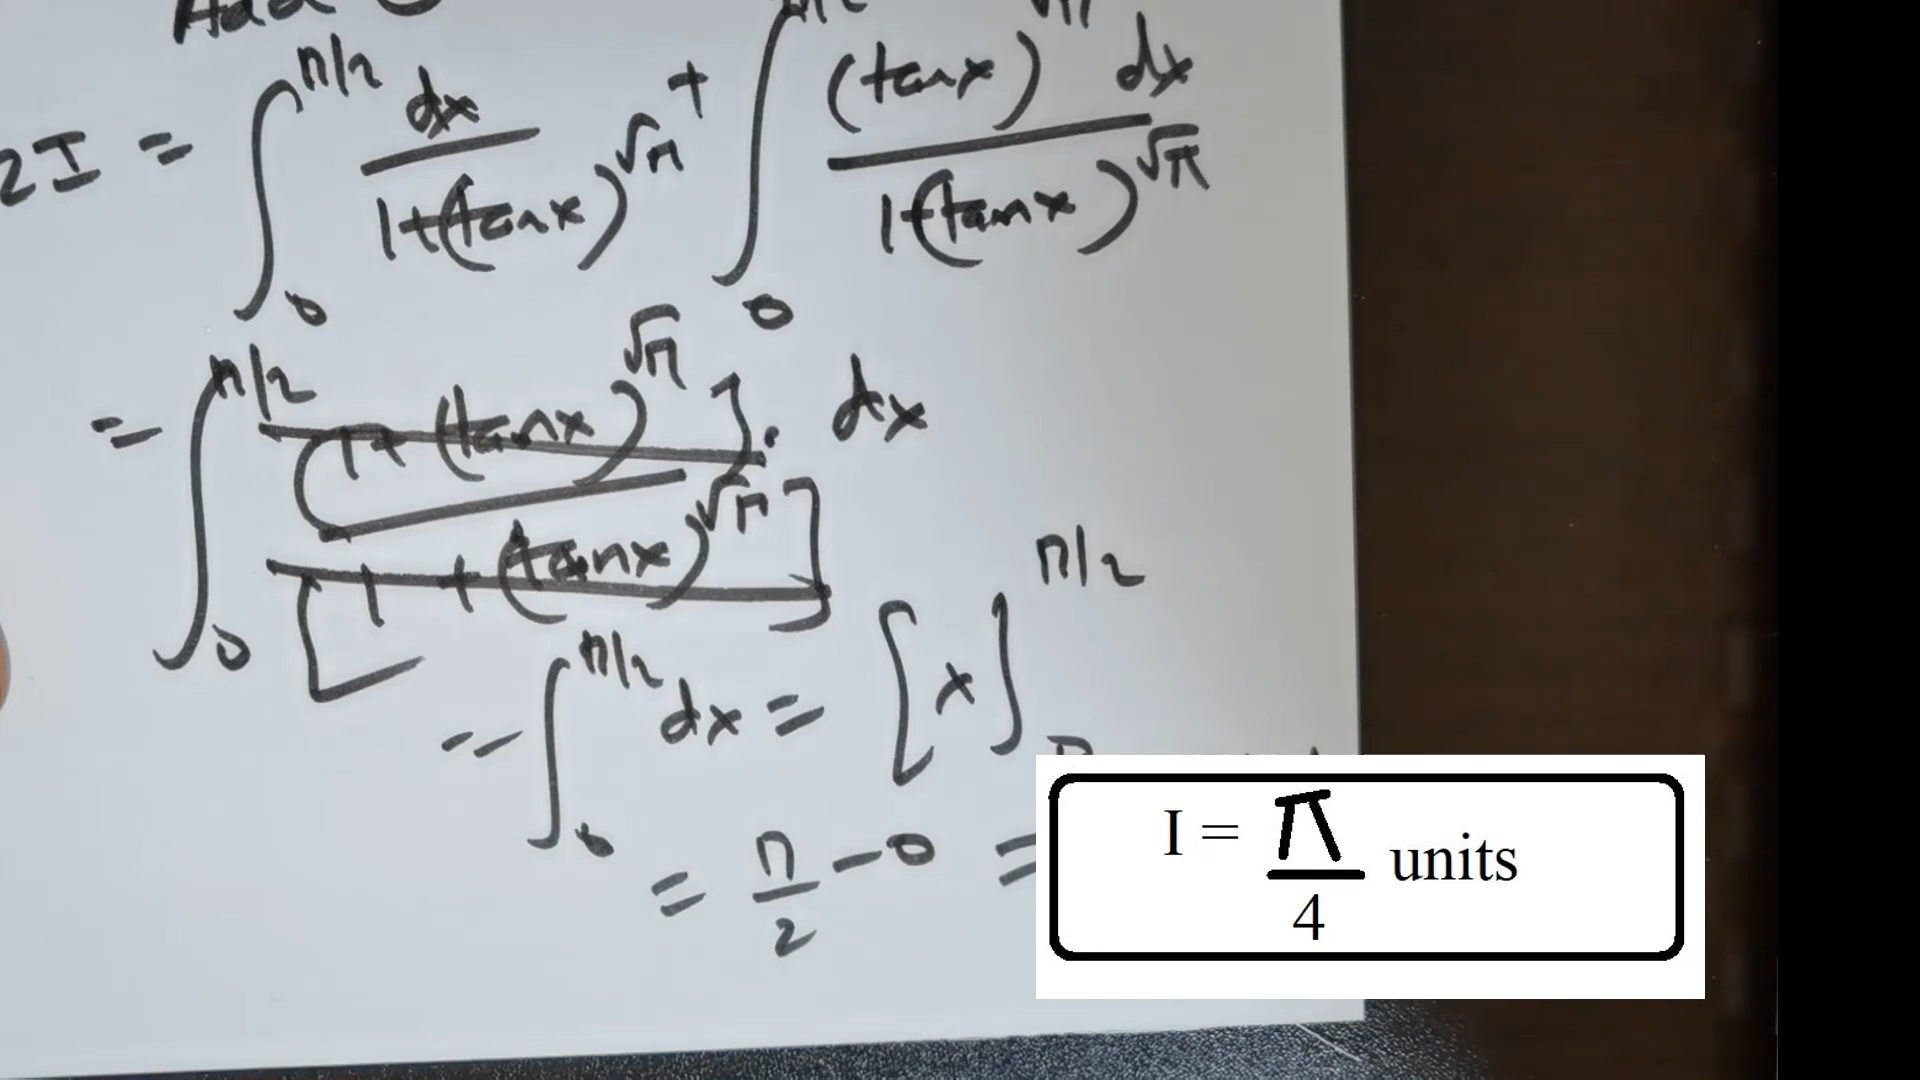 Add
2I = ∫₀^(π/2) dx / (1+(tanx)^√π) + ∫₀^(π/2) (tanx)^√π dx / (1+(tanx)^√π)
= ∫₀^(π/2) [1+(tanx)^√π] / [1+(tanx)^√π] · dx
= ∫₀^(π/2) dx = [x]₀^(π/2)
= π/2 - 0 =
I = π/4 units